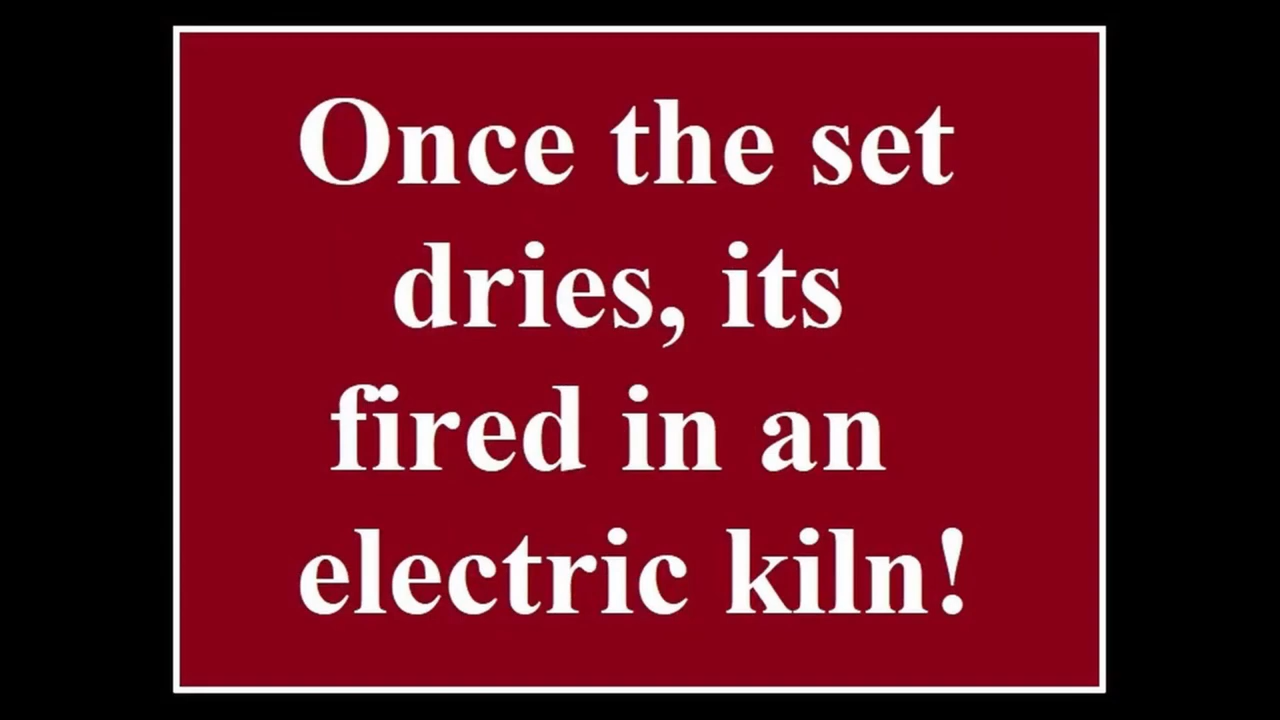 Once the set
dries, its
fired in an
electric kiln!